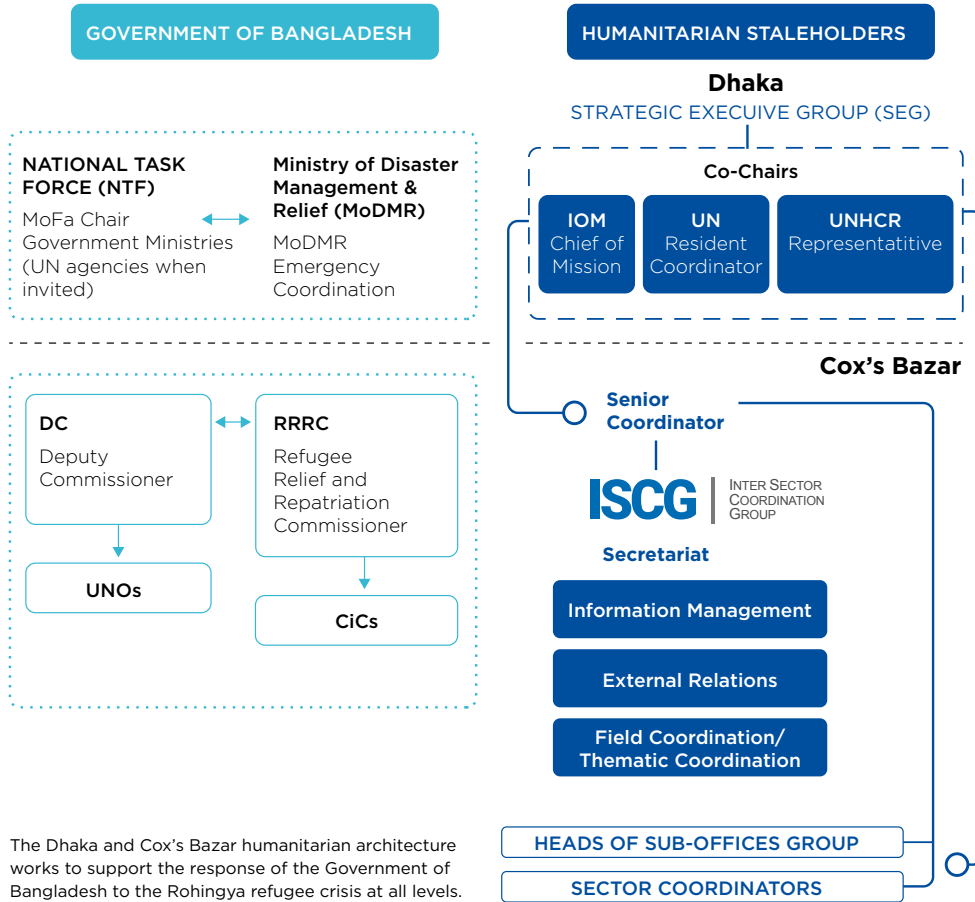 GOVERNMENT OF BANGLADESH
HUMANITARIAN STALEHOLDERS
Dhaka
STRATEGIC EXECUIVE GROUP (SEG)
NATIONAL TASK
FORCE (NTF)
MoFa Chair
Government Ministries
(UN agencies when
invited)
Ministry of Disaster
Management &
Relief (MoDMR)
MoDMR
Emergency
Coordination
Co-Chairs
IOM
Chief of
Mission
UN
Resident
Coordinator
UNHCR
Representatitive
Cox's Bazar
DC
Deputy
Commissioner
UNOs
RRRC
Refugee
Relief and
Repatriation
Commissioner
CiCs
Senior
Coordinator
ISCG
INTER SECTOR
COORDINATION
GROUP
Secretariat
Information Management
External Relations
Field Coordination/
Thematic Coordination
HEADS OF SUB-OFFICES GROUP
SECTOR COORDINATORS
The Dhaka and Cox's Bazar humanitarian architecture
works to support the response of the Government of
Bangladesh to the Rohingya refugee crisis at all levels.